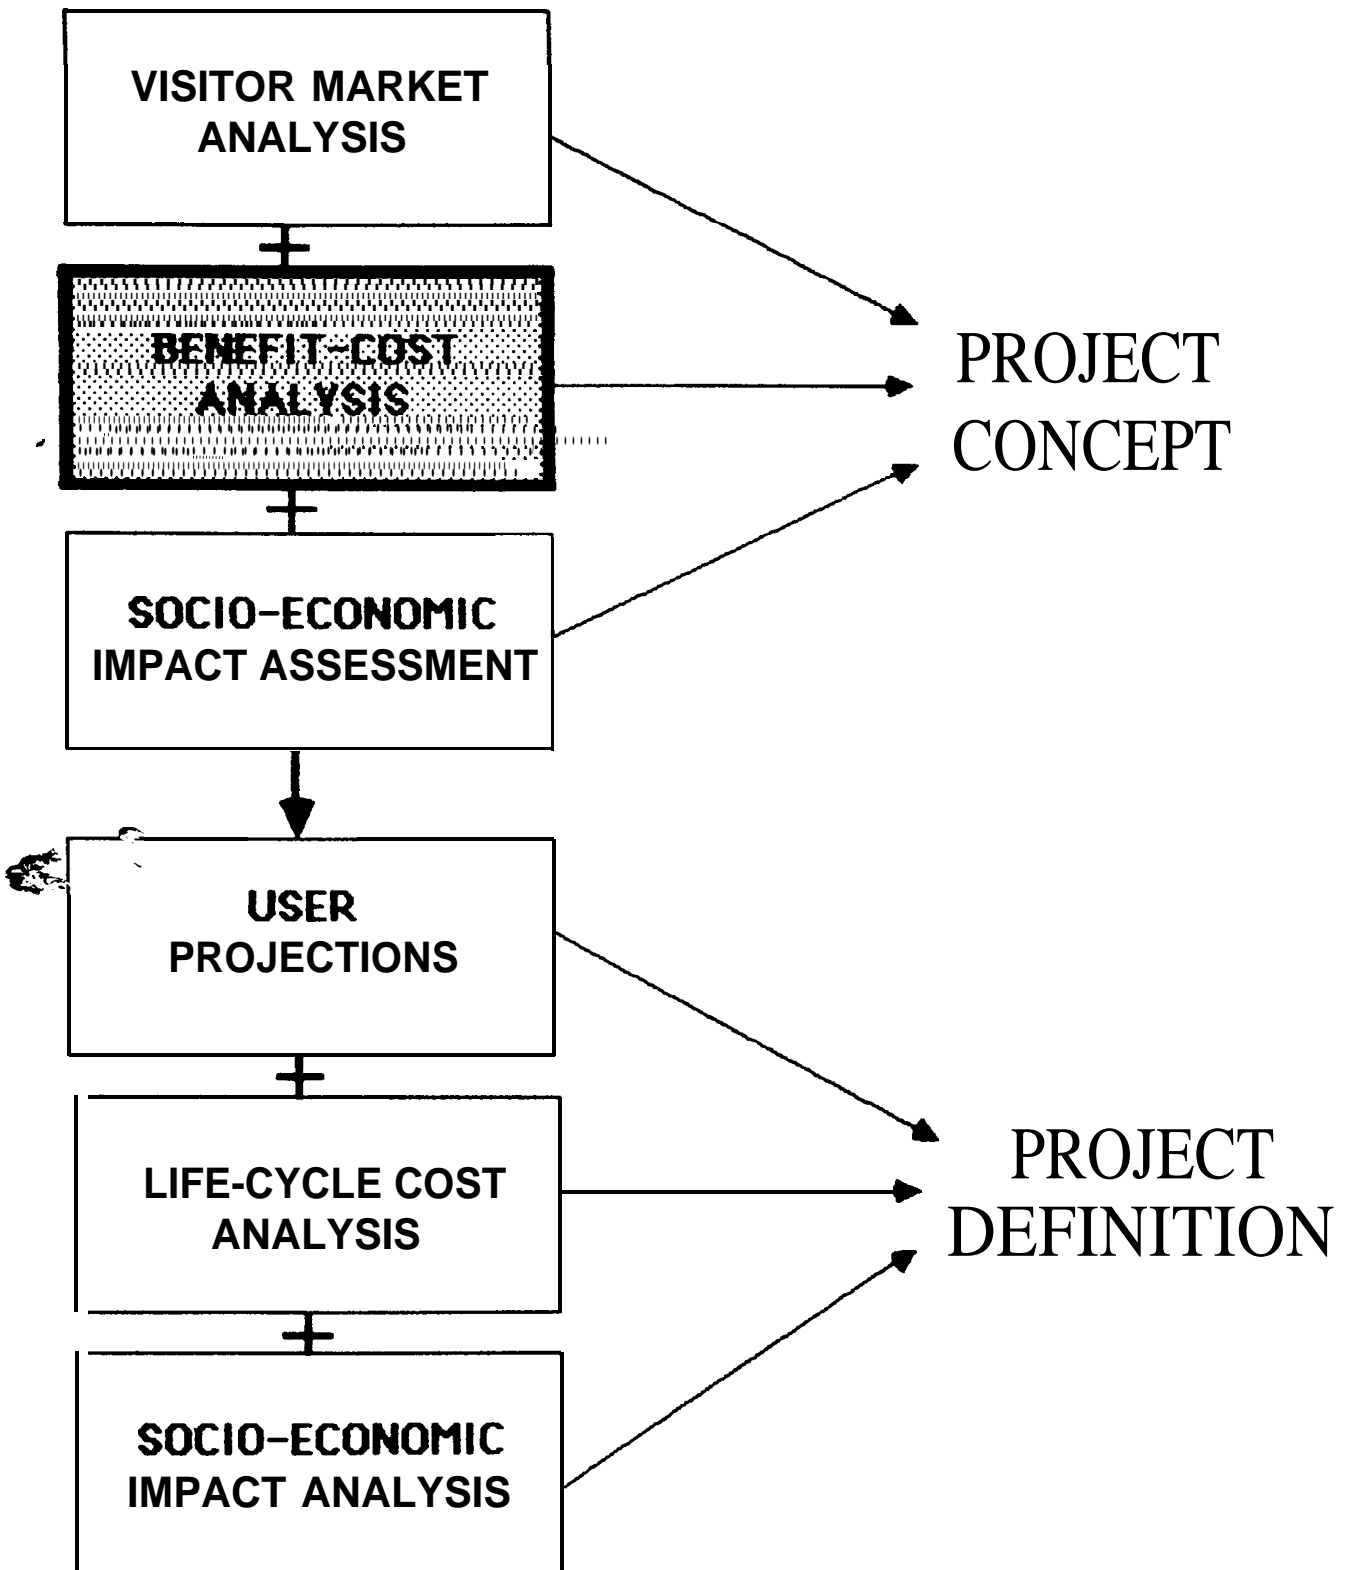 VISITOR MARKET
ANALYSIS
BENEFIT-COST
ANALYSIS
PROJECT
CONCEPT
SOCIO-ECONOMIC
IMPACT ASSESSMENT
USER
PROJECTIONS
LIFE-CYCLE COST
ANALYSIS
PROJECT
DEFINITION
SOCIO-ECONOMIC
IMPACT ANALYSIS